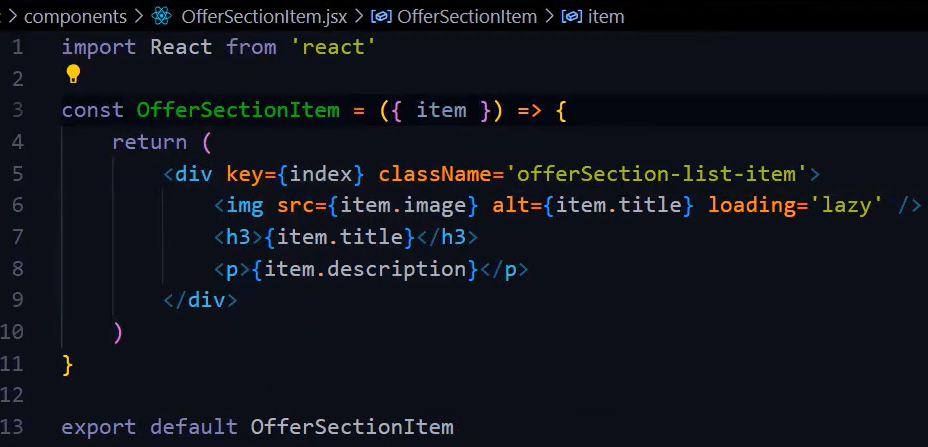 components > OfferSectionItem.jsx > OfferSectionItem > item
1 import React from 'react'
2
3 const OfferSectionItem = ({ item }) => {
4 return (
5 <div key={index} className='offerSection-list-item'>
6 <img src={item.image} alt={item.title} loading='lazy' />
7 <h3>{item.title}</h3>
8 <p>{item.description}</p>
9 </div>
10 )
11 }
12
13 export default OfferSectionItem